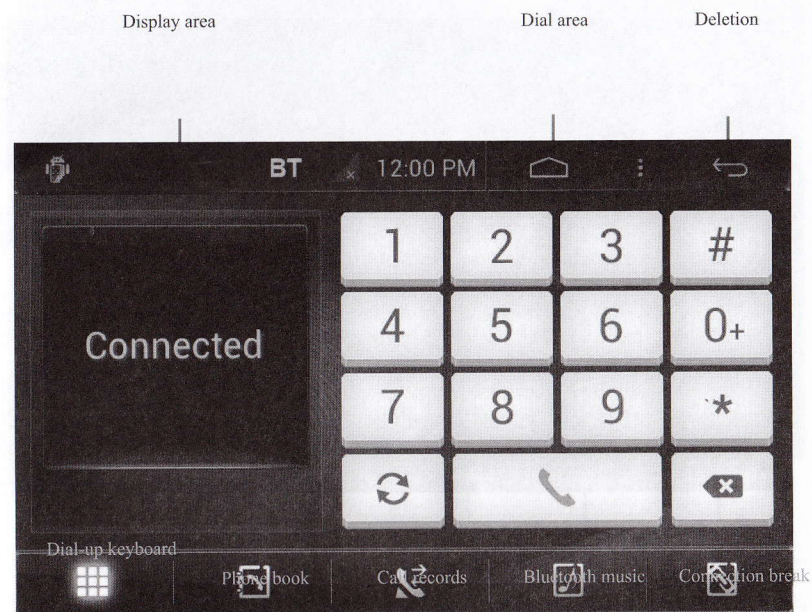 Display area Dial area Deletion
BT 12:00 PM
1 2 3 #
Connected
4 5 6 0+
7 8 9 *
Dial-up keyboard
Phone book Call records Bluetooth music Connection break